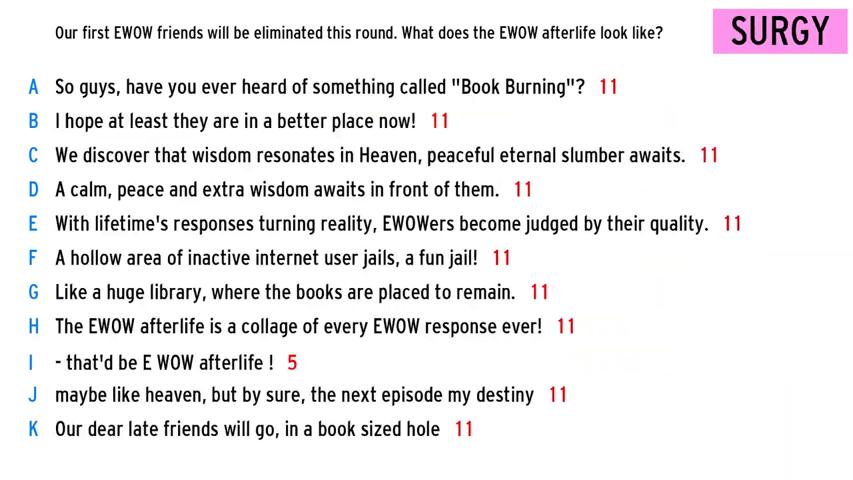 Our first EWOW friends will be eliminated this round. What does the EWOW afterlife look like?
SURGY
A So guys, have you ever heard of something called "Book Burning"? 11
B I hope at least they are in a better place now! 11
C We discover that wisdom resonates in Heaven, peaceful eternal slumber awaits. 11
D A calm, peace and extra wisdom awaits in front of them. 11
E With lifetime's responses turning reality, EWOWers become judged by their quality. 11
F A hollow area of inactive internet user jails, a fun jail! 11
G Like a huge library, where the books are placed to remain. 11
H The EWOW afterlife is a collage of every EWOW response ever! 11
I - that'd be E WOW afterlife ! 5
J maybe like heaven, but by sure, the next episode my destiny 11
K Our dear late friends will go, in a book sized hole 11